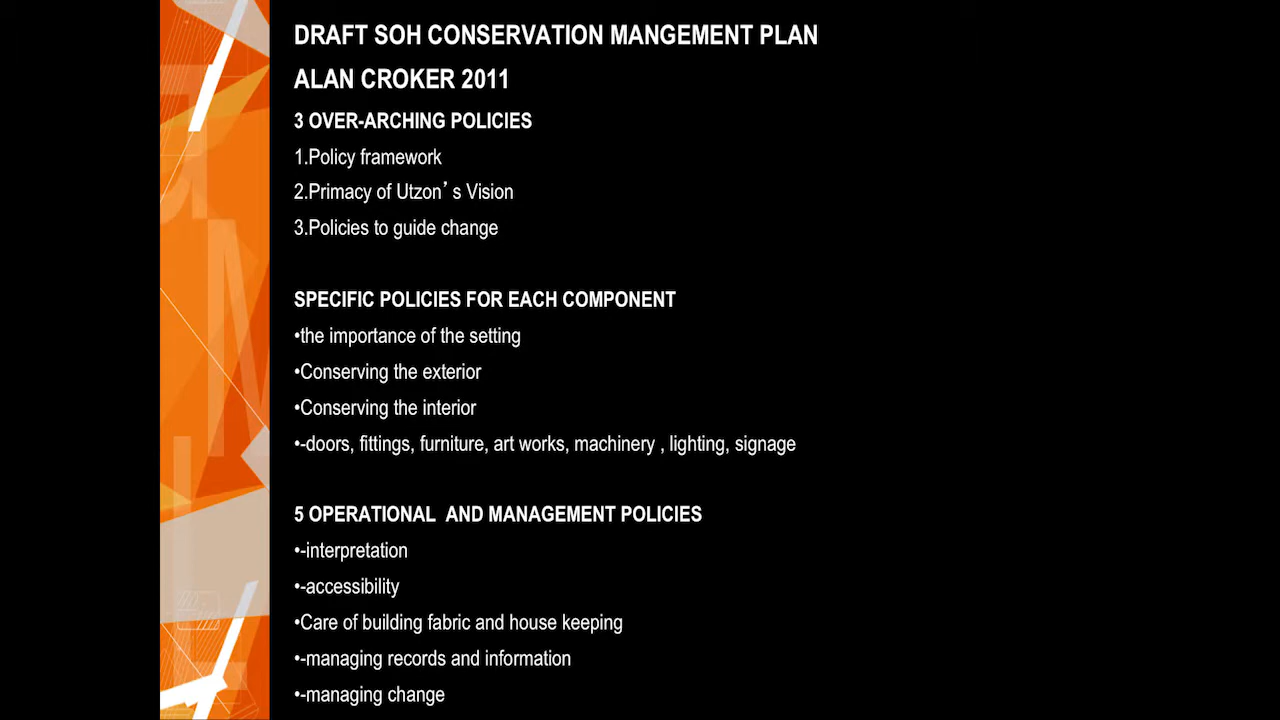 DRAFT SOH CONSERVATION MANGEMENT PLAN
ALAN CROKER 2011
3 OVER-ARCHING POLICIES
1.Policy framework
2.Primacy of Utzon’s Vision
3.Policies to guide change
SPECIFIC POLICIES FOR EACH COMPONENT
•the importance of the setting
•Conserving the exterior
•Conserving the interior
•-doors, fittings, furniture, art works, machinery , lighting, signage
5 OPERATIONAL  AND MANAGEMENT POLICIES
•-interpretation
•-accessibility
•Care of building fabric and house keeping
•-managing records and information
•-managing change